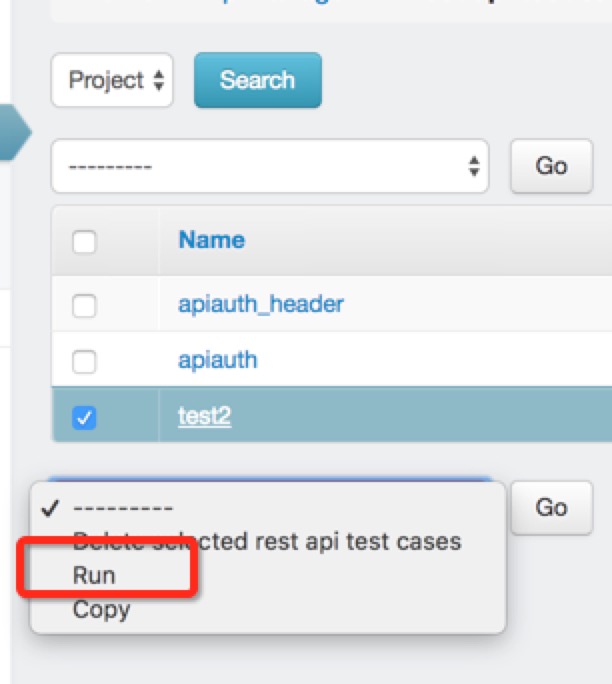 Project
Search
---------
Go
Name
apiauth_header
apiauth
test2
---------
Go
Delete selected rest api test cases
Run
Copy